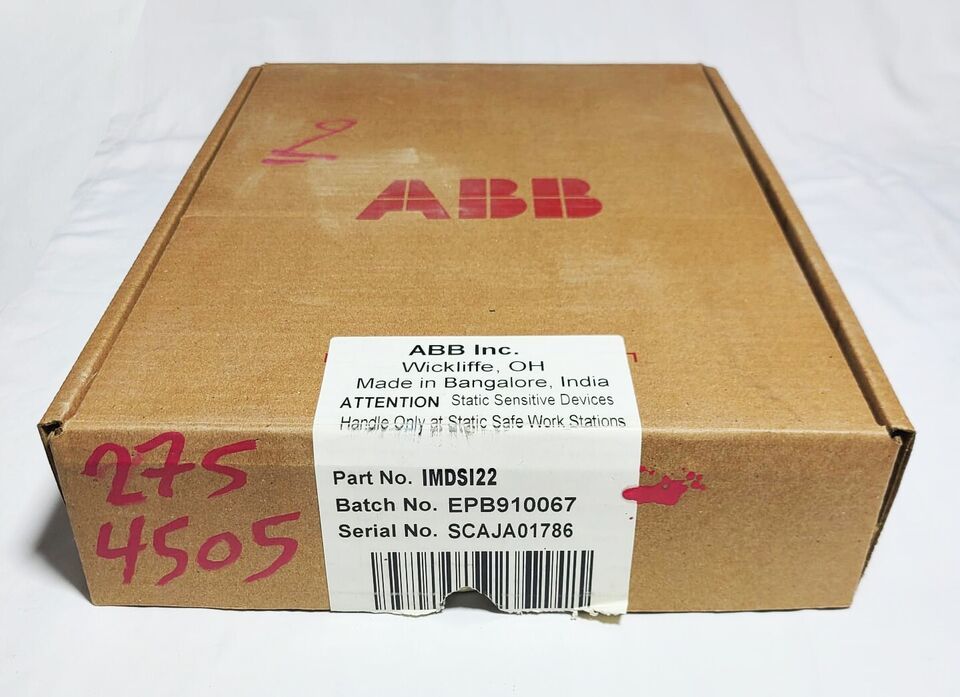 2
ABB
ABB Inc.
Wickliffe, OH
Made in Bangalore, India
ATTENTION Static Sensitive Devices
Handle Only at Static Safe Work Stations
Part No. IMDSI22
Batch No. EPB910067
Serial No. SCAJA01786
275
4505